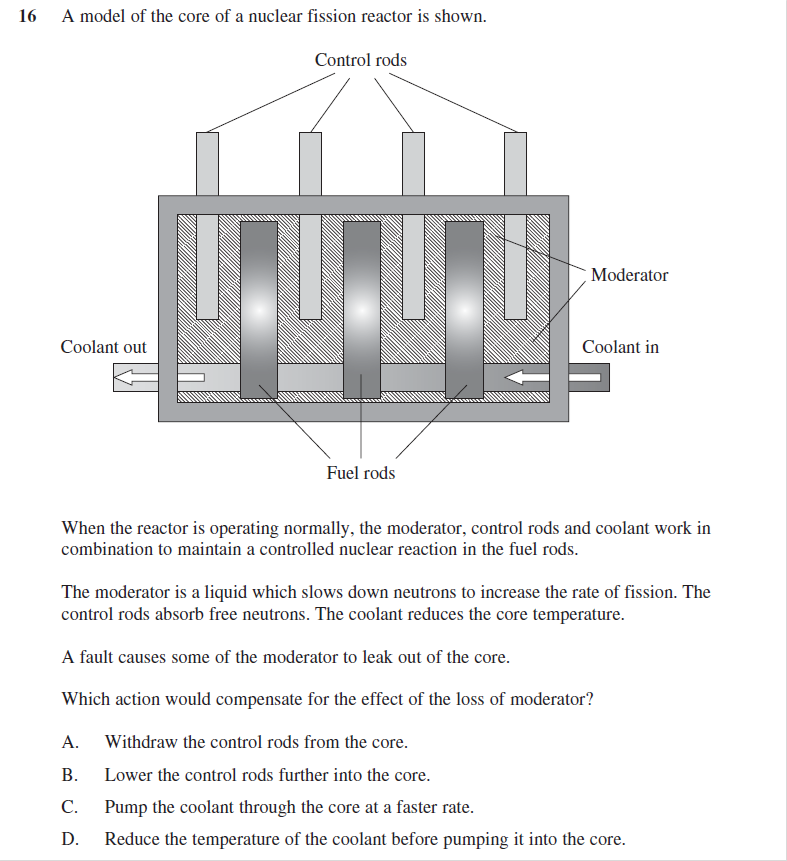 16 A model of the core of a nuclear fission reactor is shown.
Control rods
Moderator
Coolant out
Coolant in
Fuel rods
When the reactor is operating normally, the moderator, control rods and coolant work in
combination to maintain a controlled nuclear reaction in the fuel rods.
The moderator is a liquid which slows down neutrons to increase the rate of fission. The
control rods absorb free neutrons. The coolant reduces the core temperature.
A fault causes some of the moderator to leak out of the core.
Which action would compensate for the effect of the loss of moderator?
A. Withdraw the control rods from the core.
B. Lower the control rods further into the core.
C. Pump the coolant through the core at a faster rate.
D. Reduce the temperature of the coolant before pumping it into the core.